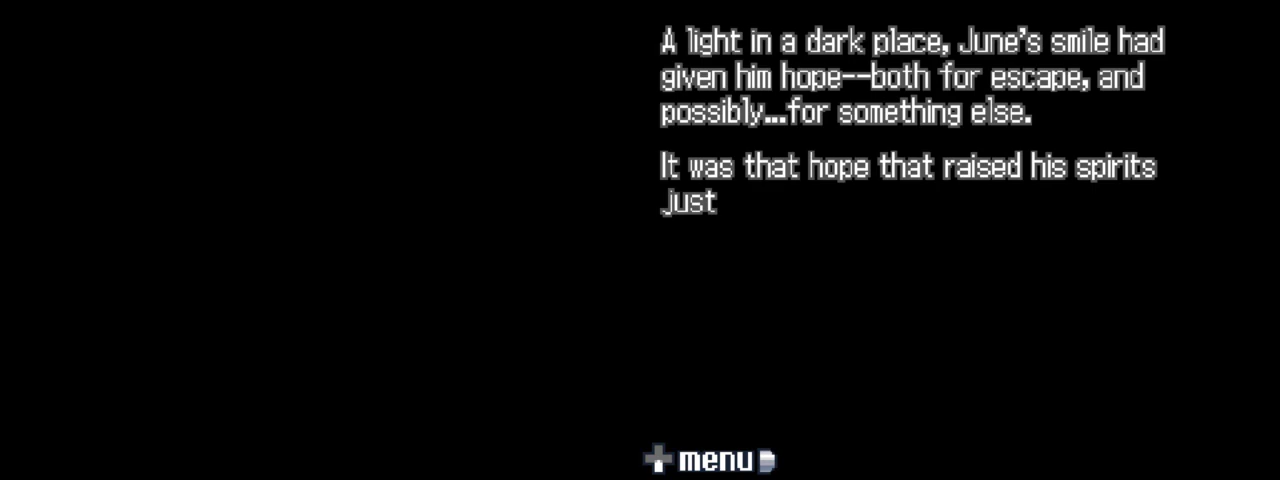 A light in a dark place, June's smile had
given him hope--both for escape, and
possibly...for something else.
It was that hope that raised his spirits
just
menu